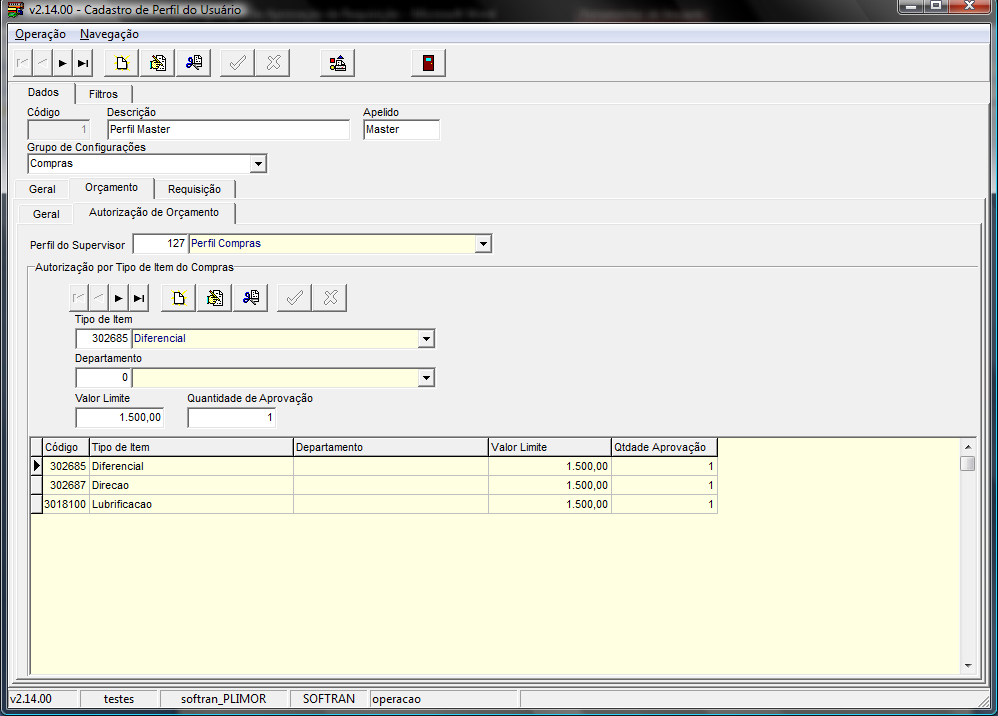 v2.14.00 - Cadastro de Perfil do Usuário
Operação Navegação
Dados Filtros
Código Descrição Apelido
1 Perfil Master Master
Grupo de Configurações
Compras
Geral Orçamento Requisição
Geral Autorização de Orçamento
Perfil do Supervisor 127 Perfil Compras
Autorização por Tipo de Item do Compras
Tipo de Item
302685 Diferencial
Departamento
0
Valor Limite Quantidade de Aprovação
1.500,00 1
Código Tipo de Item Departamento Valor Limite Qtdade Aprovação
302685 Diferencial 1.500,00 1
302687 Direcao 1.500,00 1
3018100 Lubrificacao 1.500,00 1
v2.14.00 testes softran_PLIMOR SOFTRAN operacao